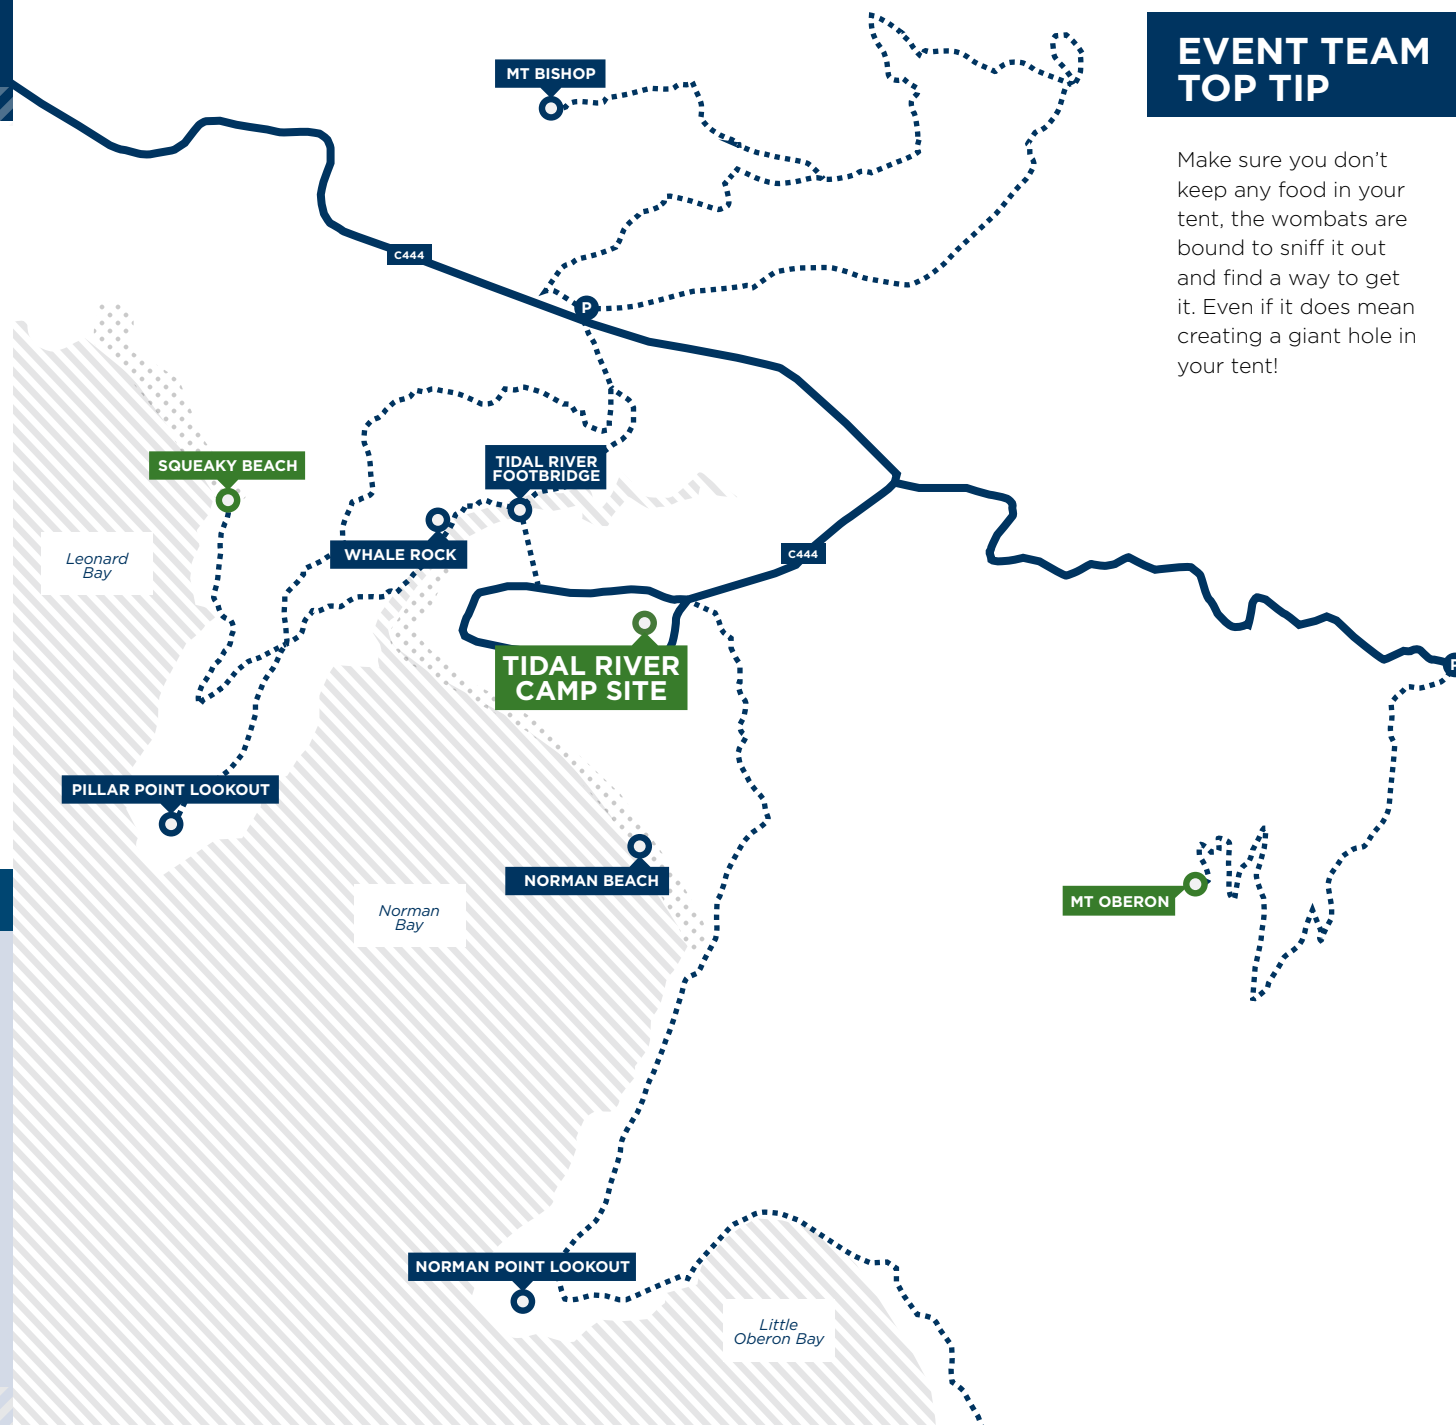 EVENT TEAM
TOP TIP
Make sure you don’t
keep any food in your
tent, the wombats are
bound to sniff it out
and find a way to get
it. Even if it does mean
creating a giant hole in
your tent!
MT BISHOP
C444
P
SQUEAKY BEACH
TIDAL RIVER
FOOTBRIDGE
WHALE ROCK
Leonard
Bay
C444
TIDAL RIVER
CAMP SITE
P
PILLAR POINT LOOKOUT
NORMAN BEACH
Norman
Bay
MT OBERON
NORMAN POINT LOOKOUT
Little
Oberon Bay